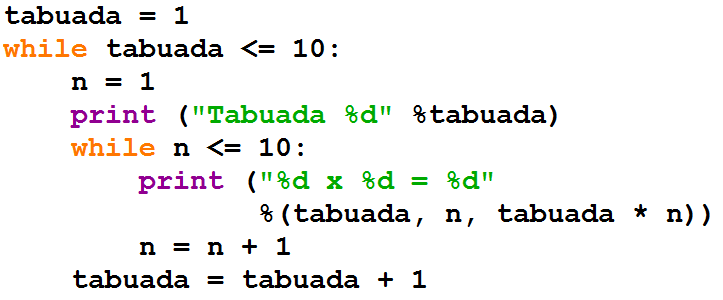 tabuada = 1
while tabuada <= 10:
    n = 1
    print ("Tabuada %d" %tabuada)
    while n <= 10:
        print ("%d x %d = %d"
               %(tabuada, n, tabuada * n))
        n = n + 1
    tabuada = tabuada + 1